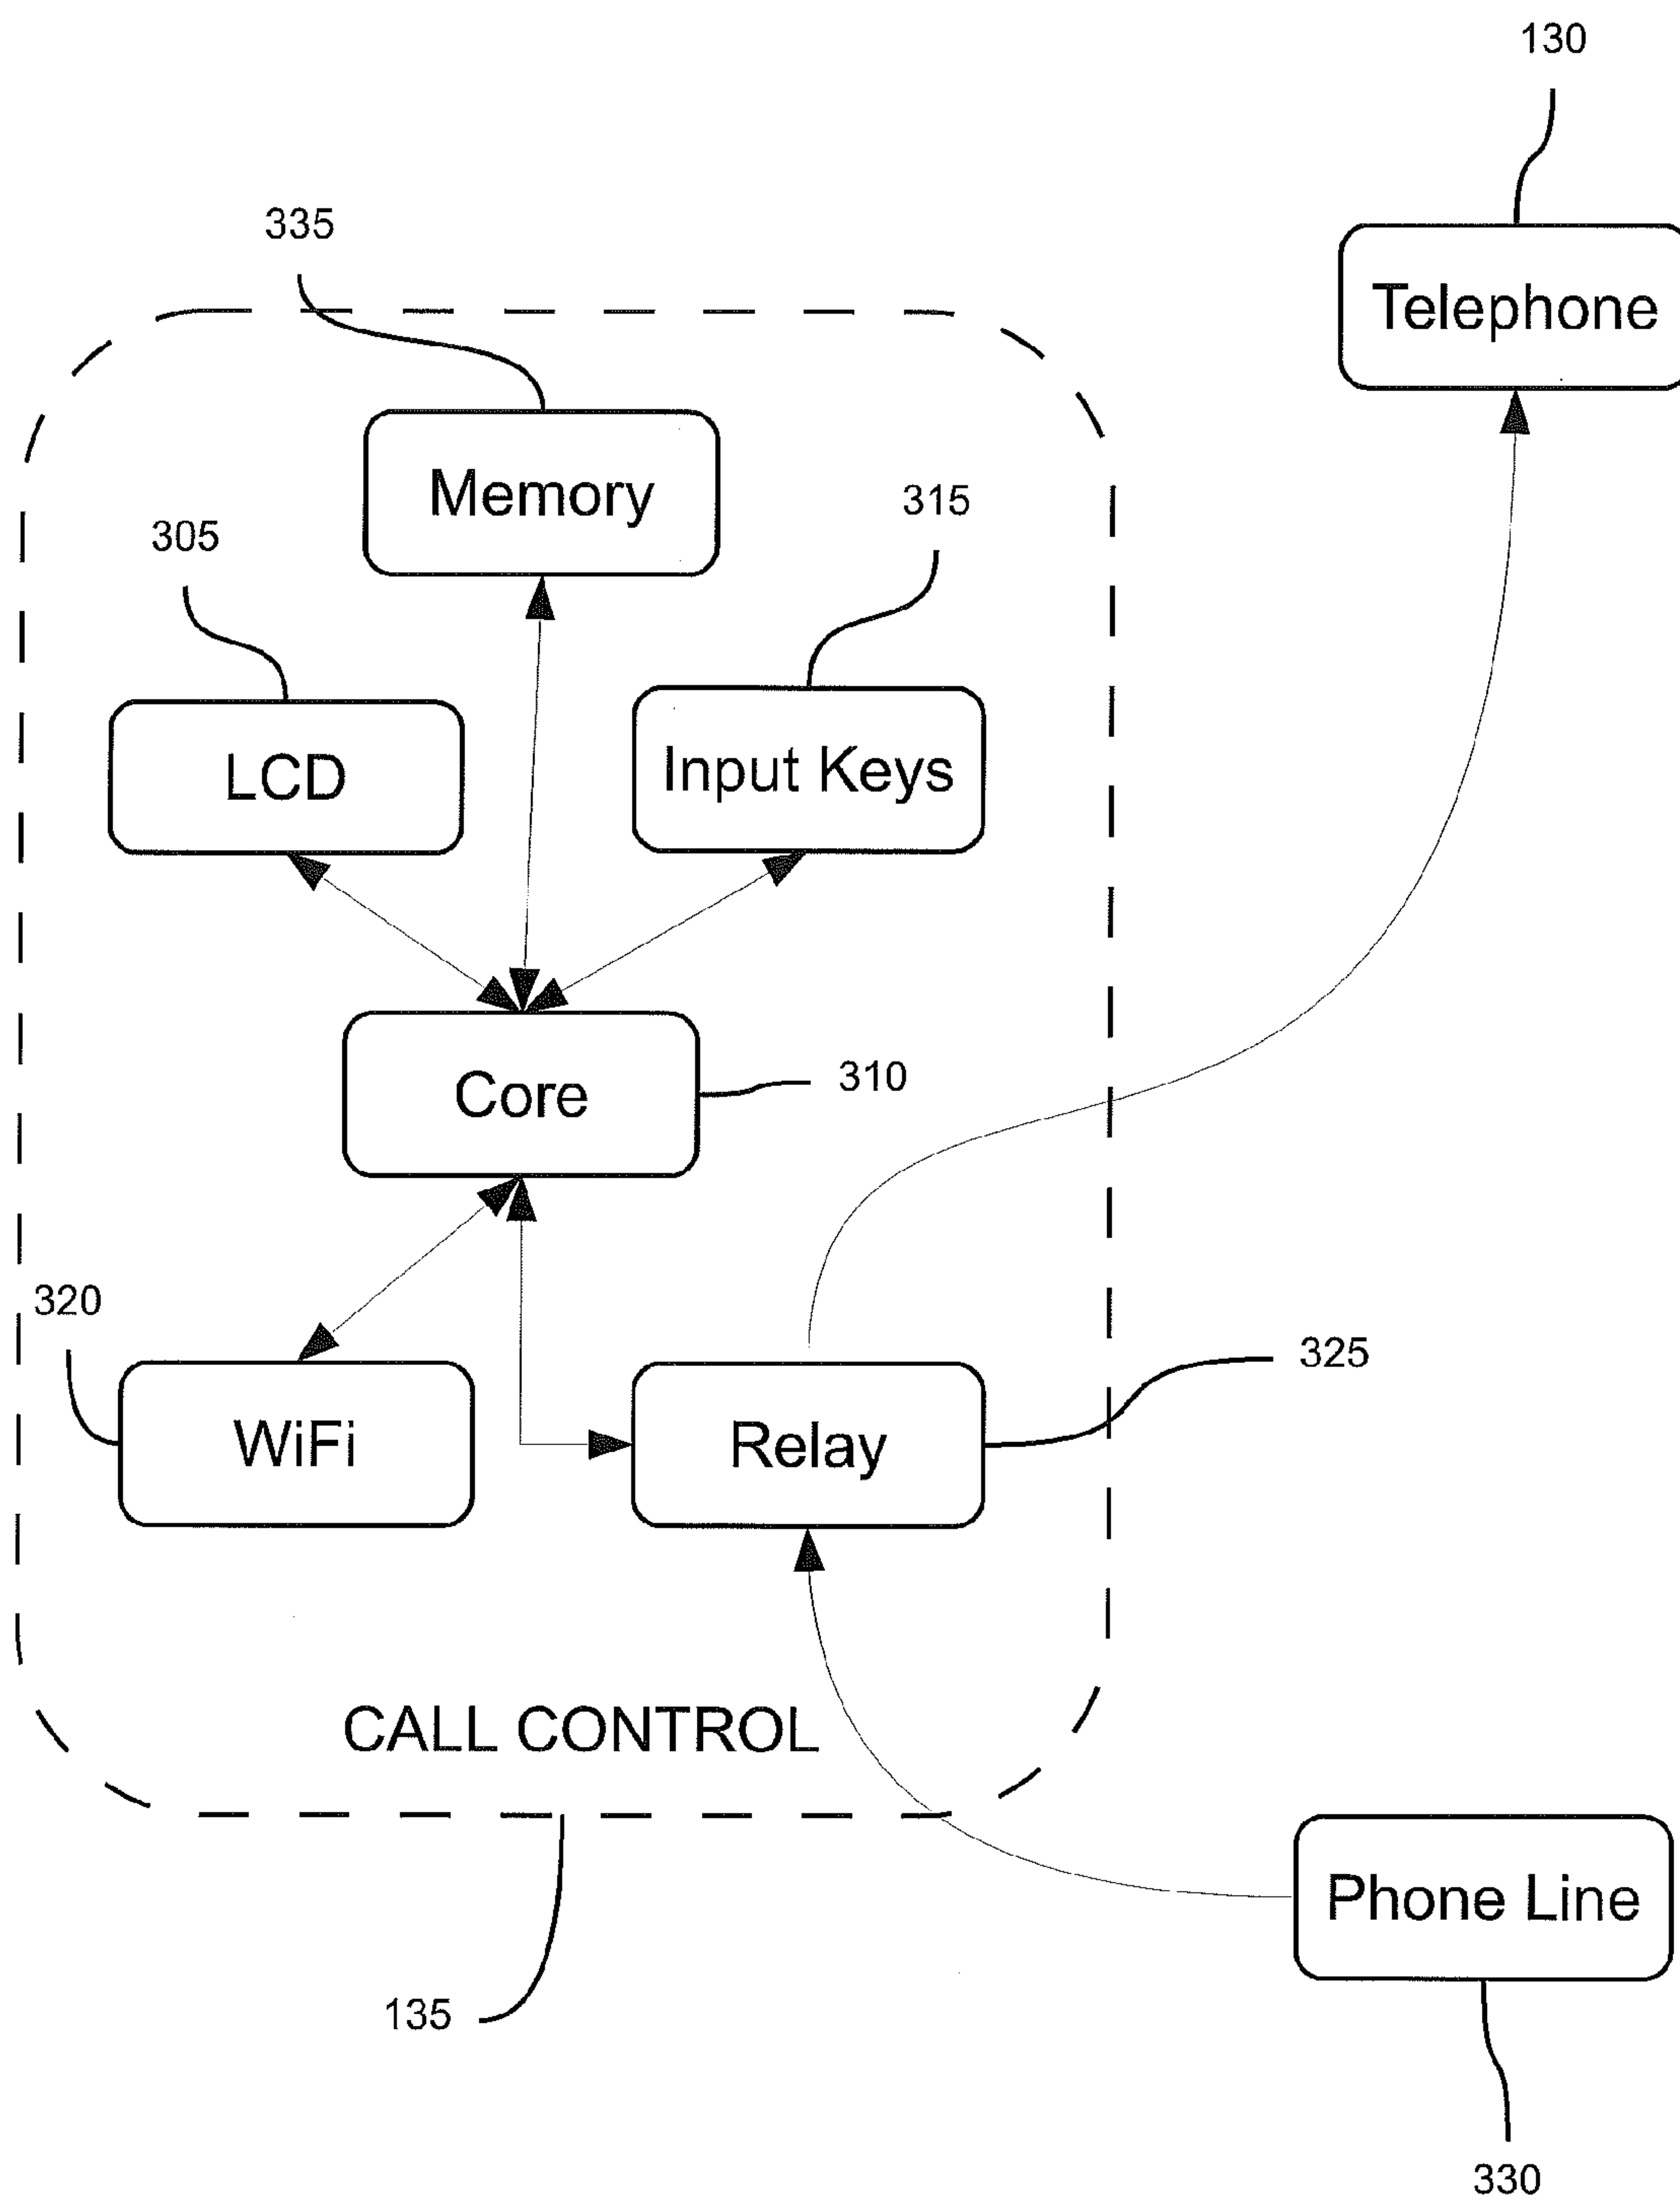 130
335
Telephone
Memory
315
305
Input Keys
LCD
Core
310
320
325
WiFi
Relay
CALL CONTROL
Phone Line
135
330